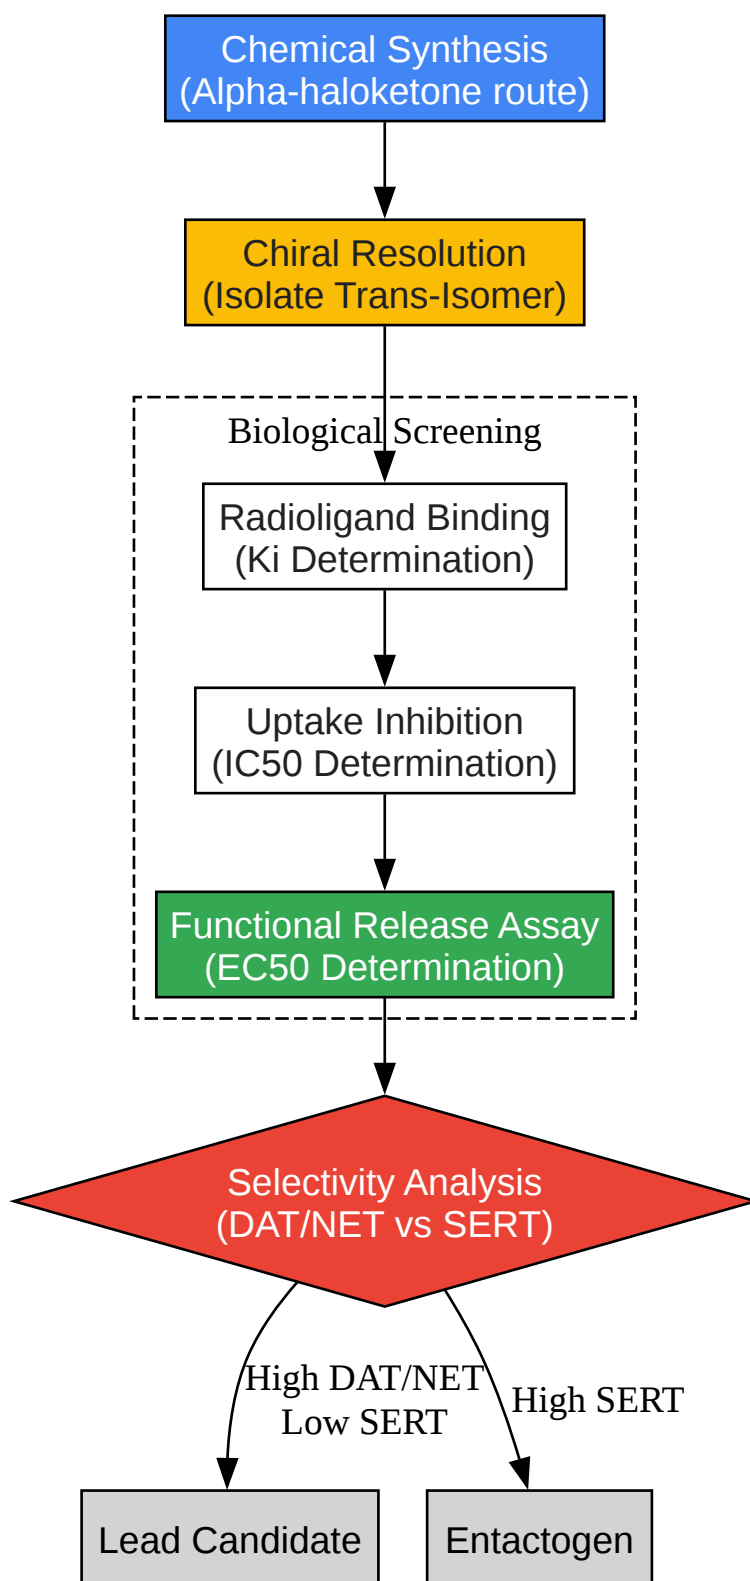 Chemical Synthesis
(Alpha-haloketone route)
Chiral Resolution
(Isolate Trans-Isomer)
Biological Screening
Radioligand Binding
(Ki Determination)
Uptake Inhibition
(IC50 Determination)
Functional Release Assay
(EC50 Determination)
Selectivity Analysis
(DAT/NET vs SERT)
High DAT/NET
Low SERT
High SERT
Lead Candidate
Entactogen